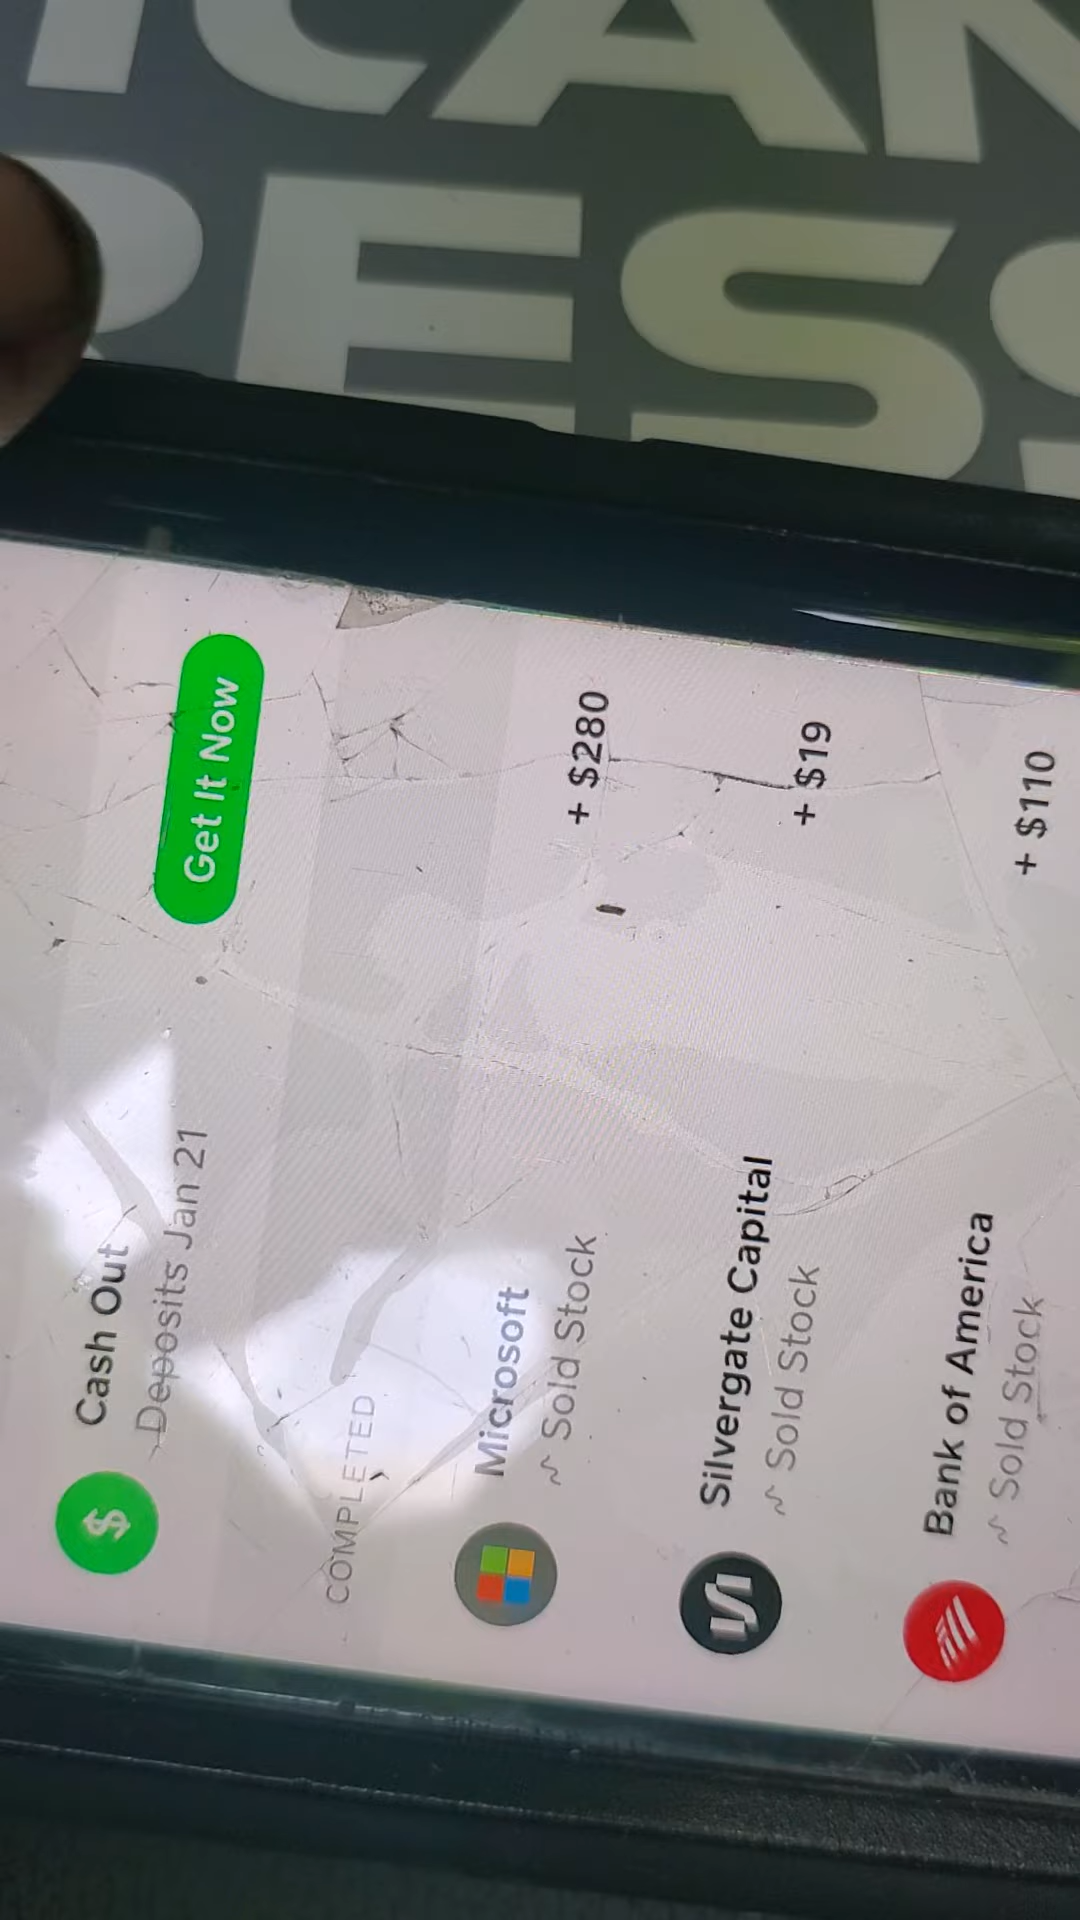 Cash Out
Deposits Jan 21
Get It Now
COMPLETED
Microsoft
Sold Stock
+ $280
Silvergate Capital
Sold Stock
+ $19
Bank of America
Sold Stock
+ $110